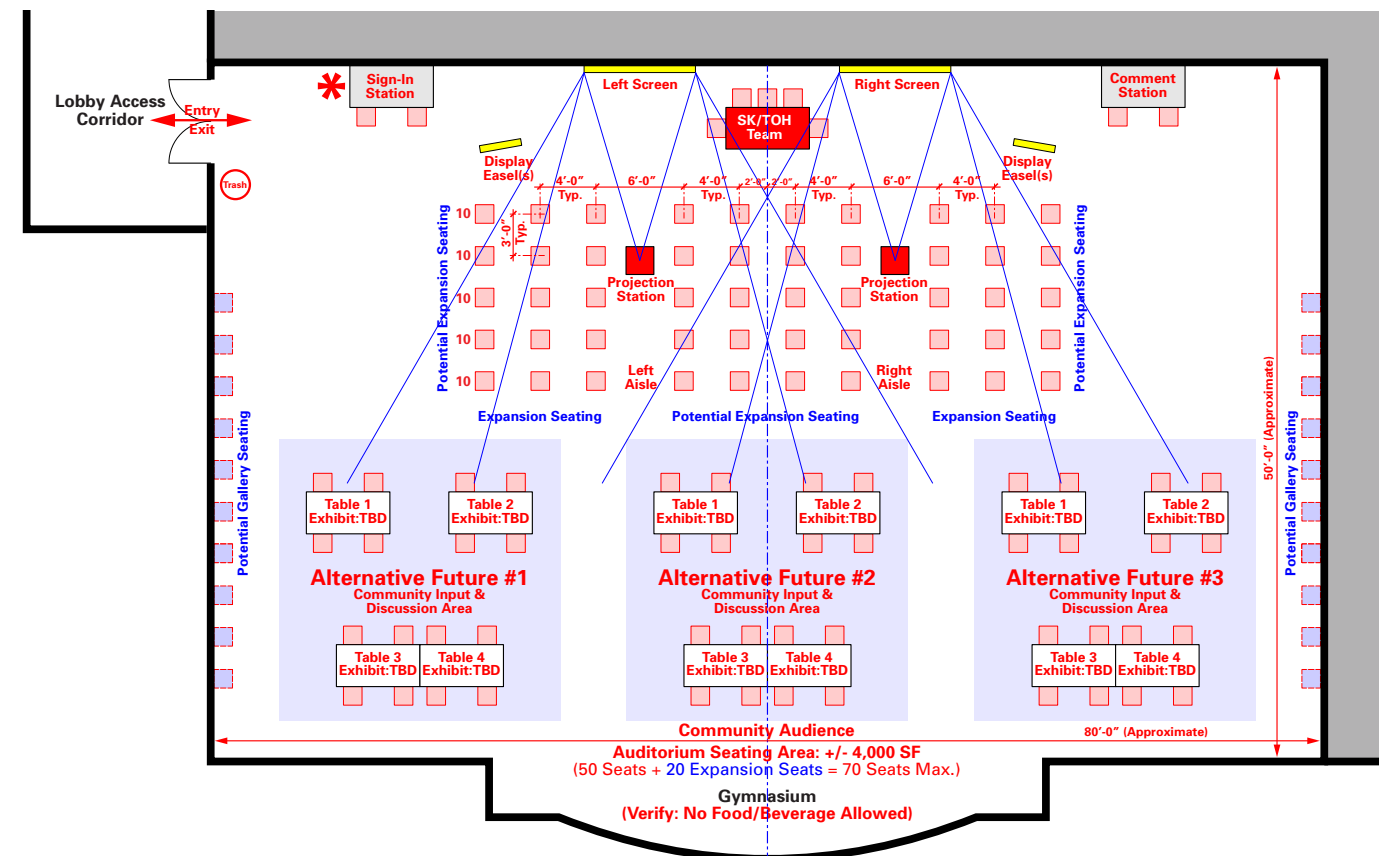 Lobby Access
Corridor
Entry
Exit
Trash
*
Sign-In
Station
Left Screen
SK/TOH
Team
Right Screen
Comment
Station
Display
Easel(s)
Display
Easel(s)
4'-0"
Typ.
6'-0"
4'-0"
Typ.
2'-0"
2'-0"
4'-0"
Typ.
6'-0"
4'-0"
Typ.
3'-0"
Typ.
10
10
10
10
10
Potential Expansion Seating
Potential Expansion Seating
Projection
Station
Projection
Station
Left
Aisle
Right
Aisle
Expansion Seating
Potential Expansion Seating
Expansion Seating
Potential Gallery Seating
Potential Gallery Seating
50'-0" (Approximate)
Table 1
Exhibit:TBD
Table 2
Exhibit:TBD
Alternative Future #1
Community Input &
Discussion Area
Table 3
Exhibit:TBD
Table 4
Exhibit:TBD
Table 1
Exhibit:TBD
Table 2
Exhibit:TBD
Alternative Future #2
Community Input &
Discussion Area
Table 3
Exhibit:TBD
Table 4
Exhibit:TBD
Table 1
Exhibit:TBD
Table 2
Exhibit:TBD
Alternative Future #3
Community Input &
Discussion Area
Table 3
Exhibit:TBD
Table 4
Exhibit:TBD
Community Audience
80'-0" (Approximate)
Auditorium Seating Area: +/- 4,000 SF
(50 Seats + 20 Expansion Seats = 70 Seats Max.)
Gymnasium
(Verify: No Food/Beverage Allowed)